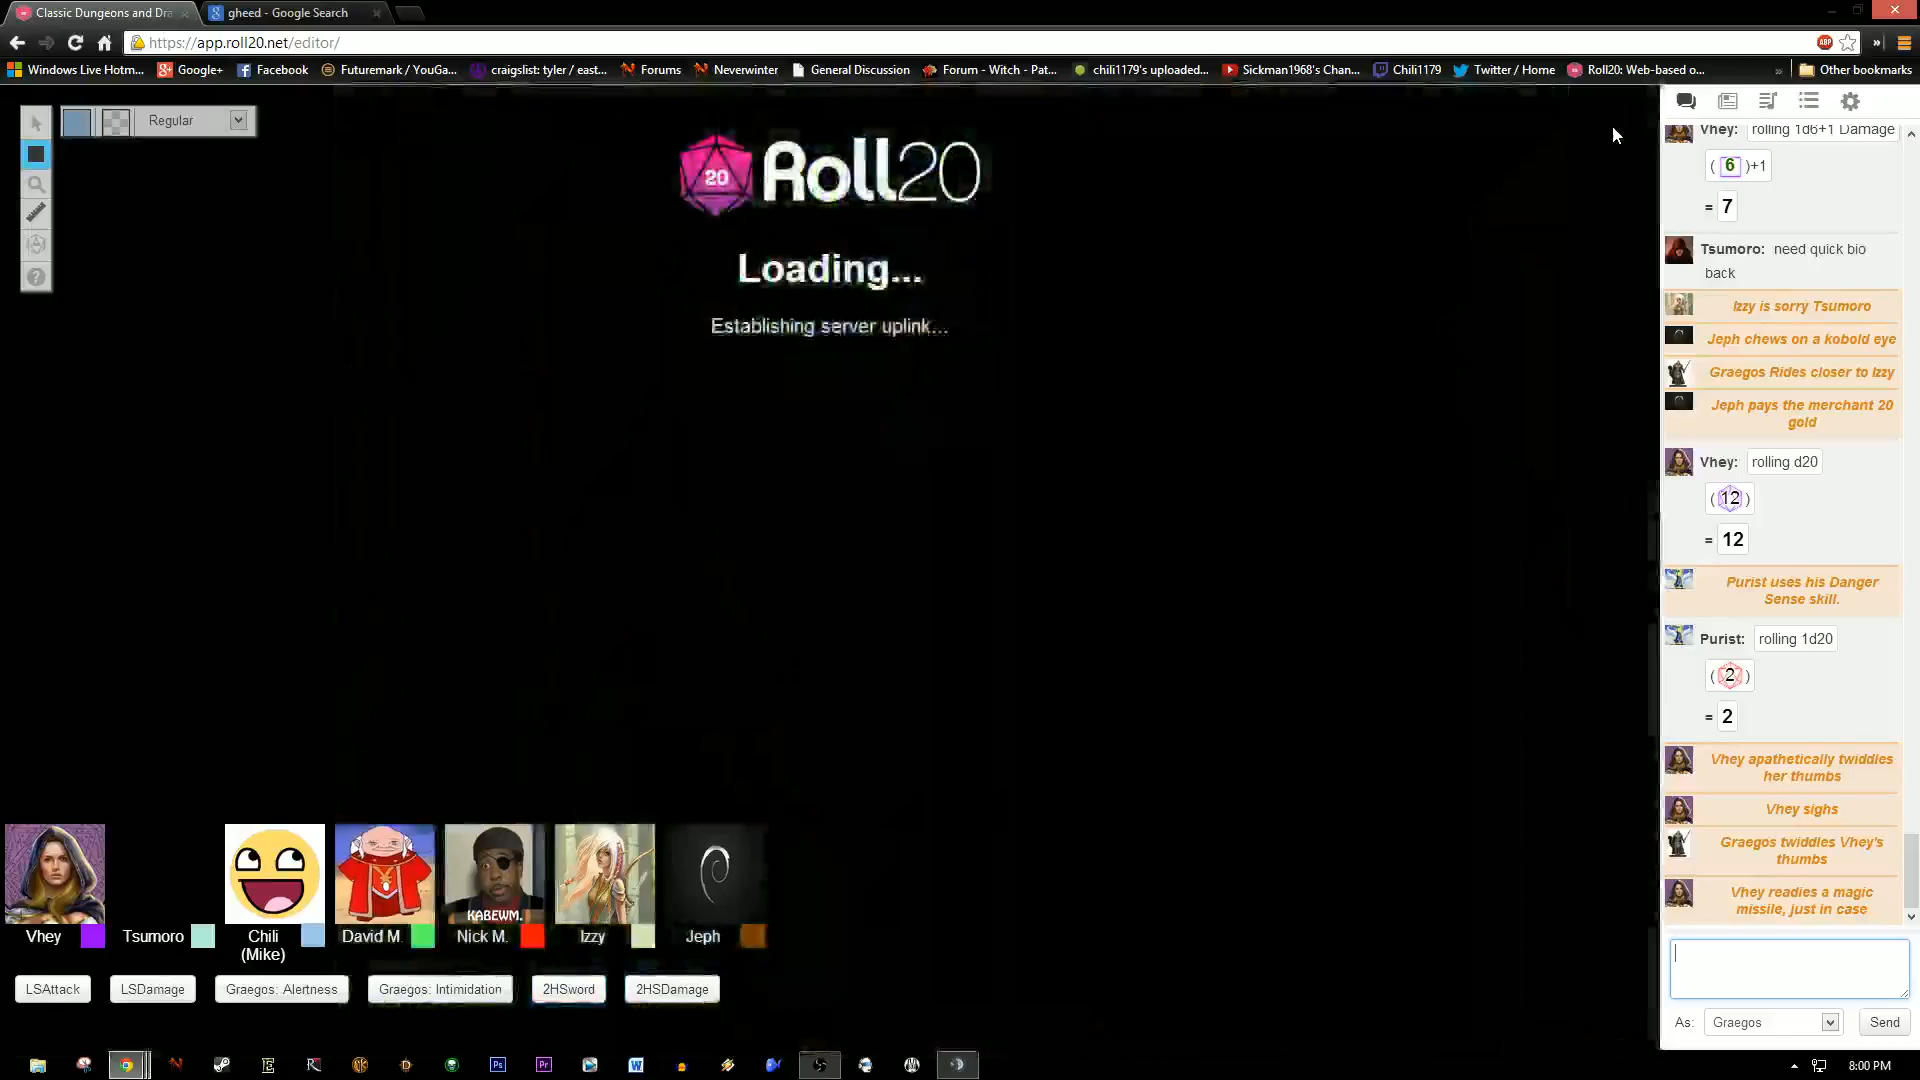 Classic Dungeons and Dra
gheed - Google Search
https://app.roll20.net/editor/
ABP
Windows Live Hotm...
Google+
Facebook
Futuremark / YouGa...
craigslist: tyler / east...
Forums
Neverwinter
General Discussion
Forum - Witch - Pat...
chili1179's uploaded...
Sickman1968's Chan...
Chili1179
Twitter / Home
Roll20: Web-based o...
Other bookmarks
Regular
20 Roll20
Loading...
Establishing server uplink...
Vhey: rolling 1d6+1 Damage
( 6 )+1
= 7
Tsumoro: need quick bio
back
Izzy is sorry Tsumoro
Jeph chews on a kobold eye
Graegos Rides closer to Izzy
Jeph pays the merchant 20
gold
Vhey: rolling d20
( 12 )
= 12
Purist uses his Danger
Sense skill.
Purist: rolling 1d20
( 2 )
= 2
Vhey apathetically twiddles
her thumbs
Vhey sighs
Graegos twiddles Vhey's
thumbs
Vhey readies a magic
missile, just in case
As: Graegos
Send
KABEWM.
Vhey
Tsumoro
Chili
(Mike)
David M.
Nick M.
Izzy
Jeph
LSAttack
LSDamage
Graegos: Alertness
Graegos: Intimidation
2HSword
2HSDamage
Ps
Pr
W
8:00 PM